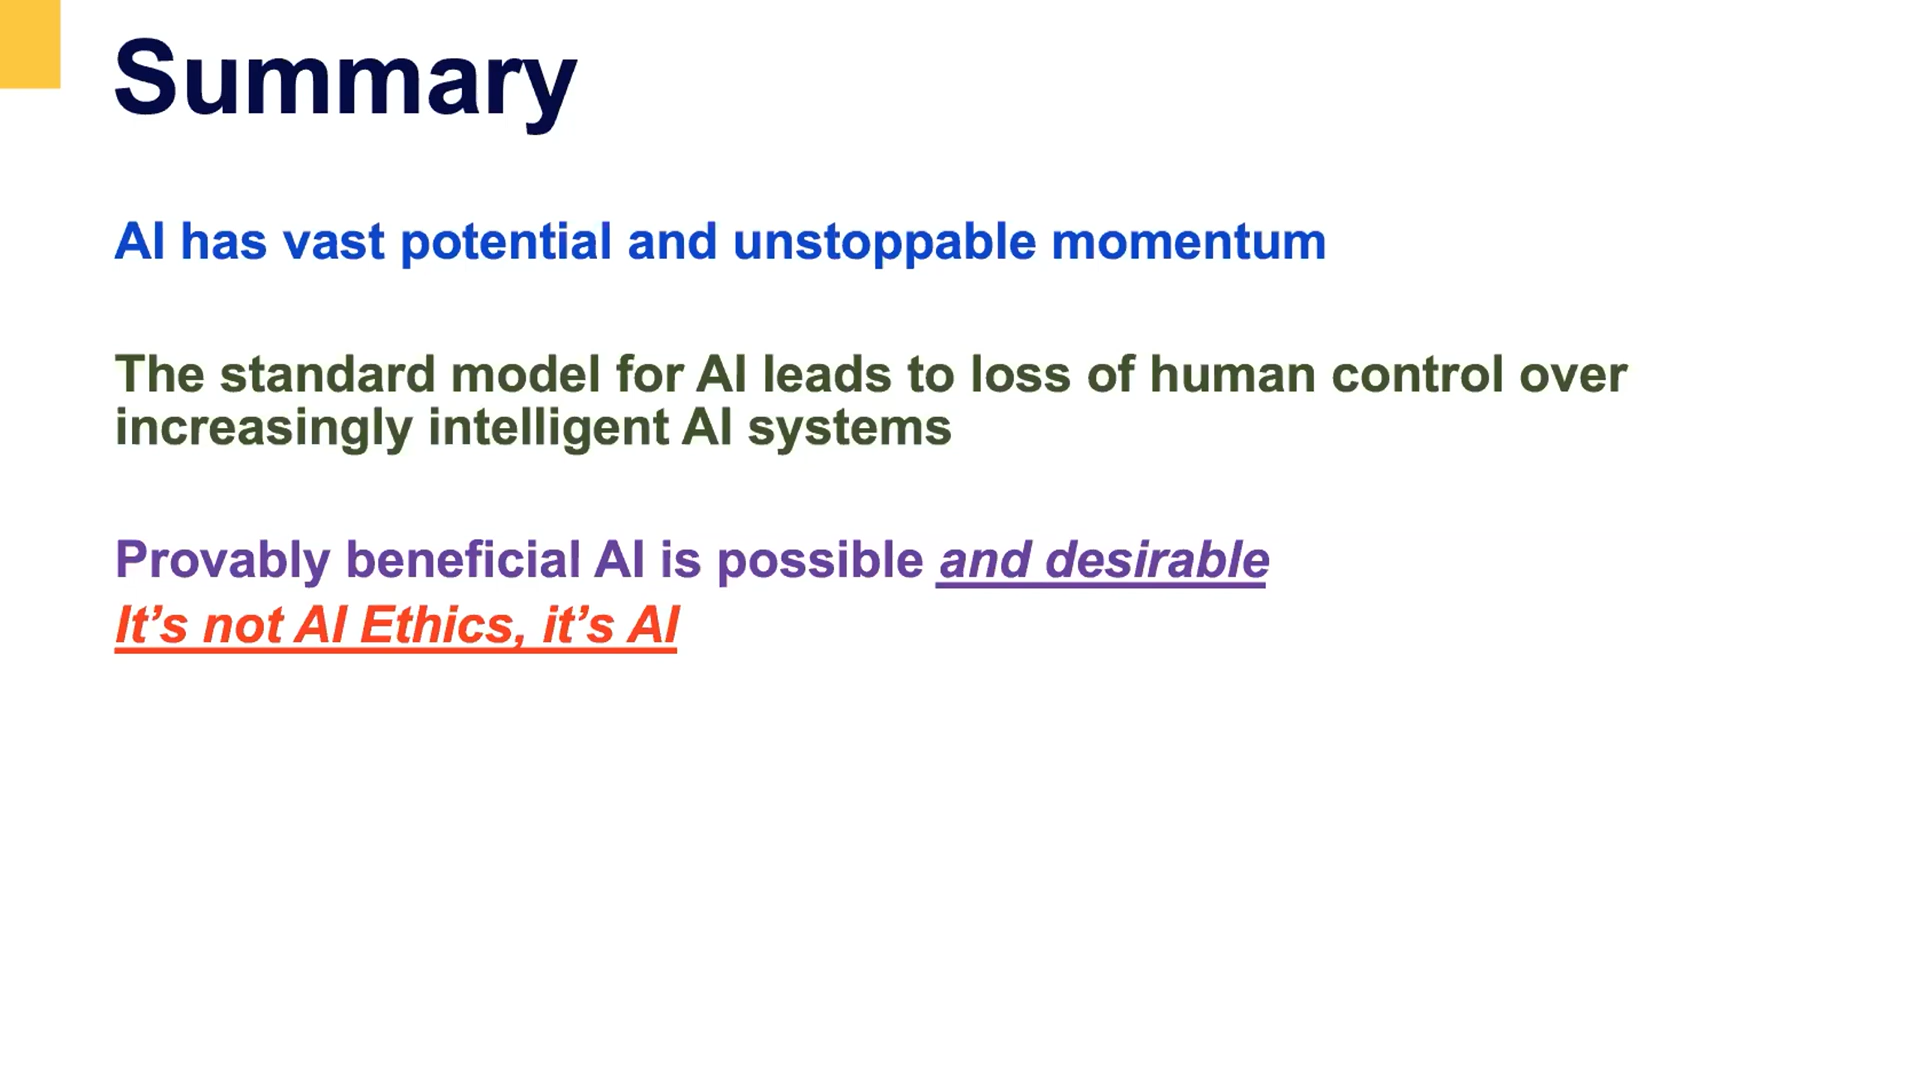 Summary
AI has vast potential and unstoppable momentum
The standard model for AI leads to loss of human control over
increasingly intelligent AI systems
Provably beneficial AI is possible and desirable
It’s not AI Ethics, it’s AI